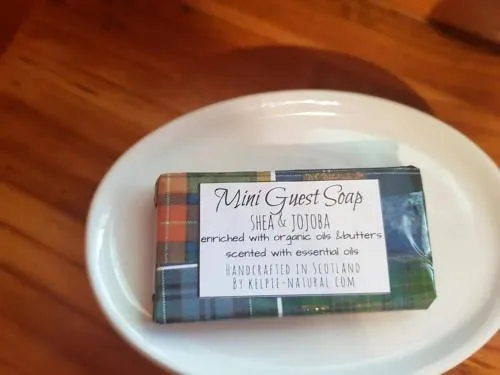 Mini Guest Soap
SHEA & JOJOBA
enriched with organic oils &butters
scented with essential oils
HANDCRAFTED IN SCOTLAND
BY KELPIE-NATURAL.COM